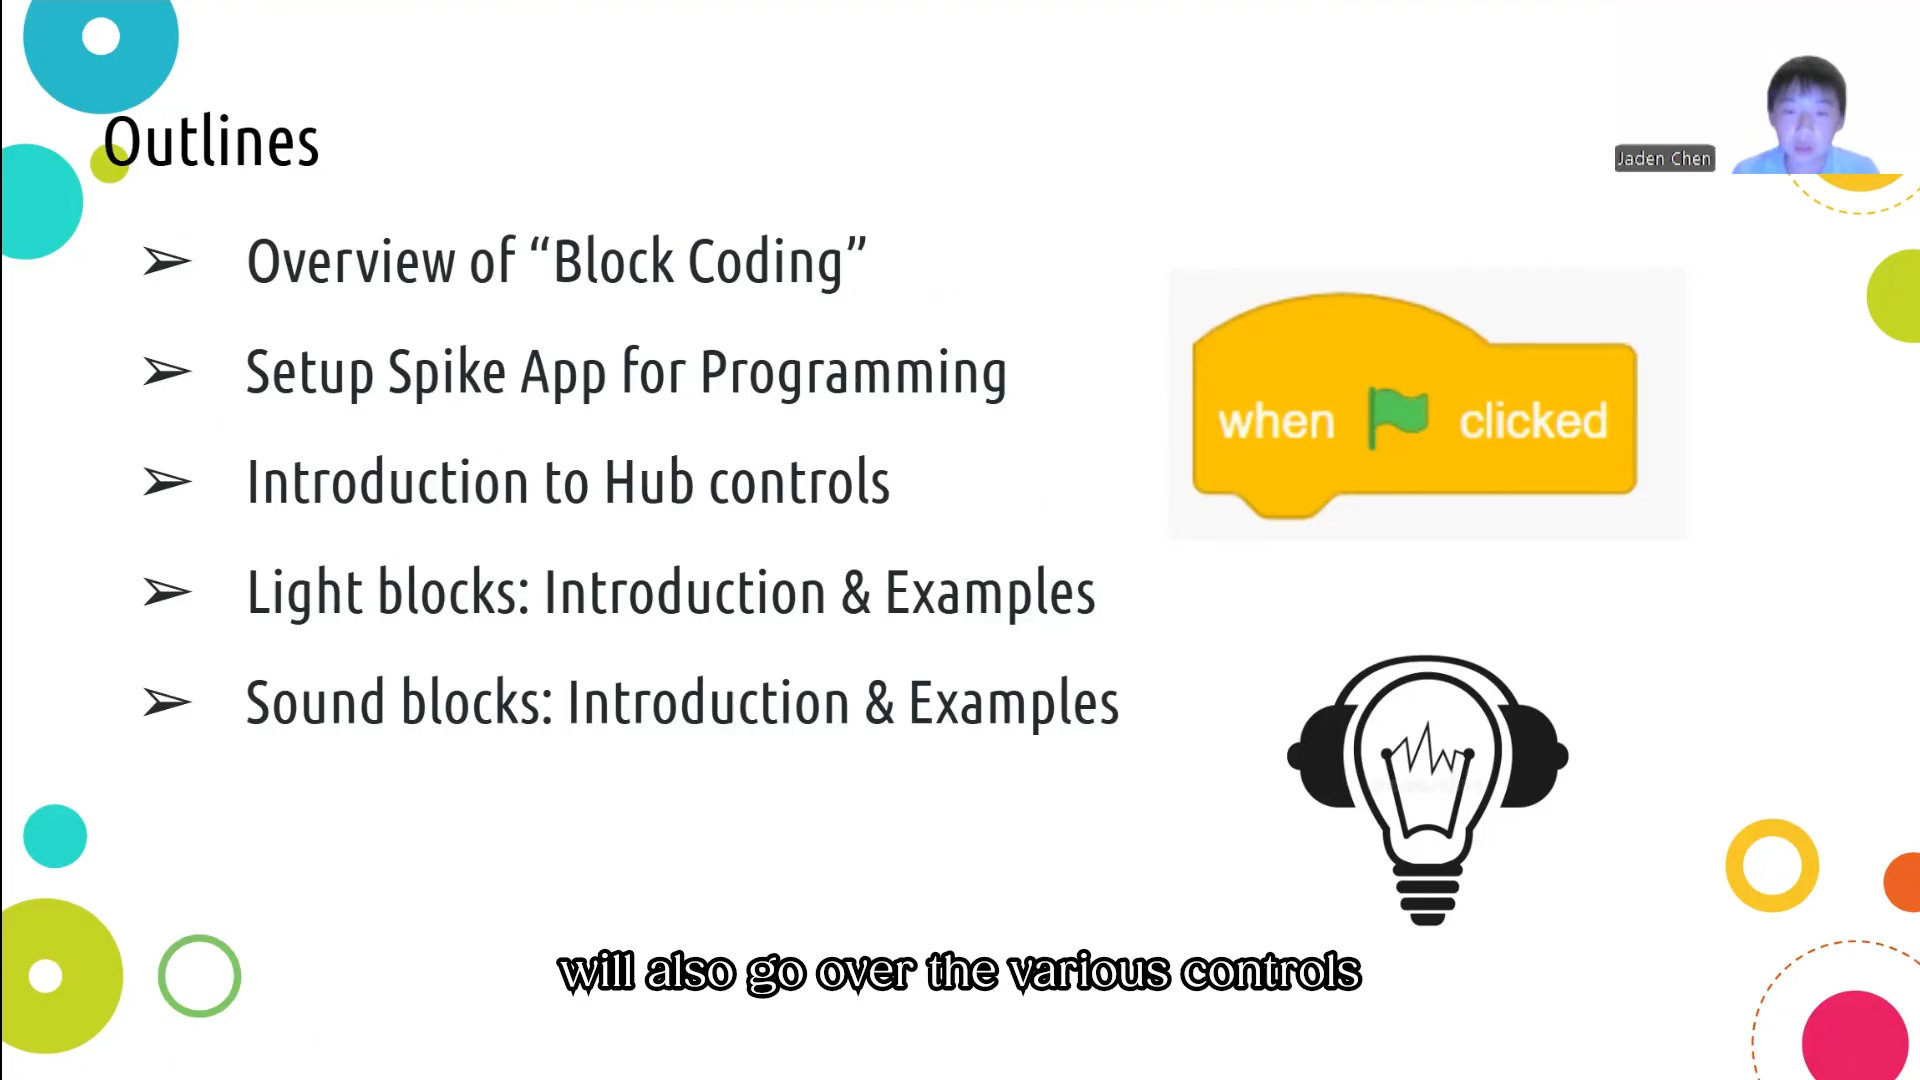 Outlines
Jaden Chen
➢ Overview of “Block Coding”
➢ Setup Spike App for Programming
➢ Introduction to Hub controls
➢ Light blocks: Introduction & Examples
➢ Sound blocks: Introduction & Examples
when clicked
will also go over the various controls